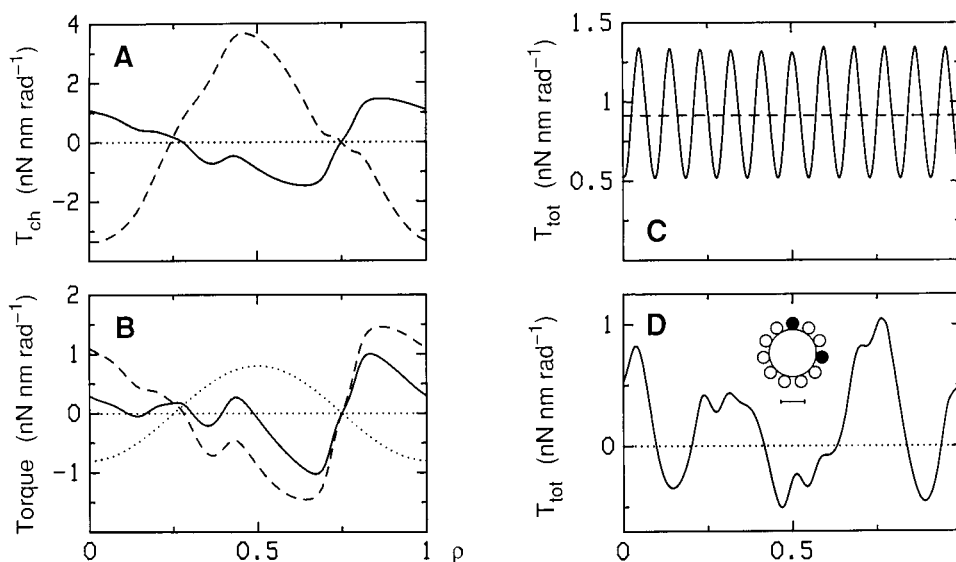 4
2
0
-2
T_ch (nN nm rad⁻¹)
A
2
1
0
-1
Torque (nN nm rad⁻¹)
B
0
0.5
1
ρ
1.5
1
0.5
T_tot (nN nm rad⁻¹)
C
1
0
T_tot (nN nm rad⁻¹)
D
0
0.5